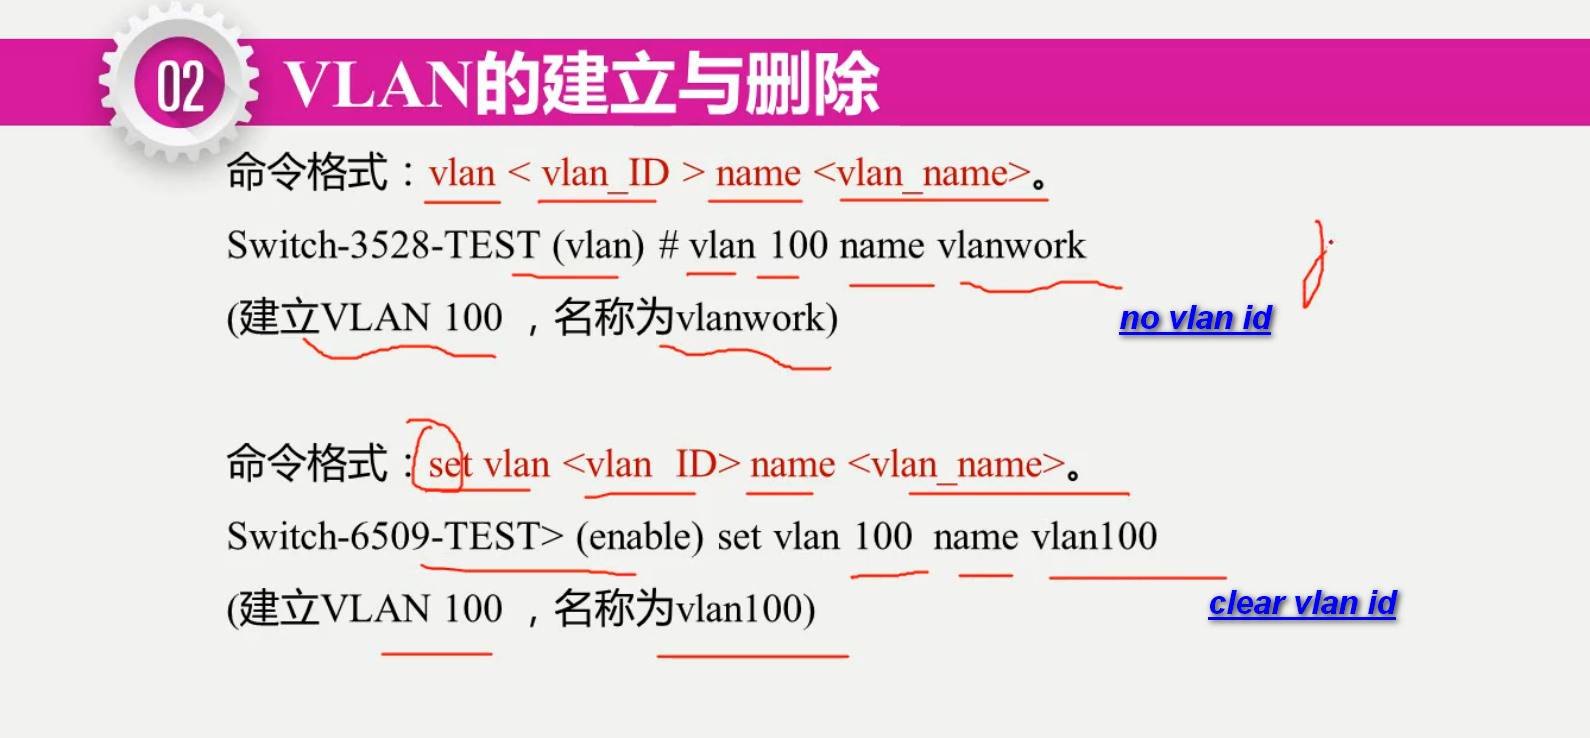 02
VLAN的建立与删除
命令格式：vlan < vlan_ID > name <vlan_name>。
Switch-3528-TEST (vlan) # vlan 100 name vlanwork
(建立VLAN 100 ，名称为vlanwork)
no vlan id
命令格式：set vlan <vlan ID> name <vlan_name>。
Switch-6509-TEST> (enable) set vlan 100 name vlan100
(建立VLAN 100 ，名称为vlan100)
clear vlan id